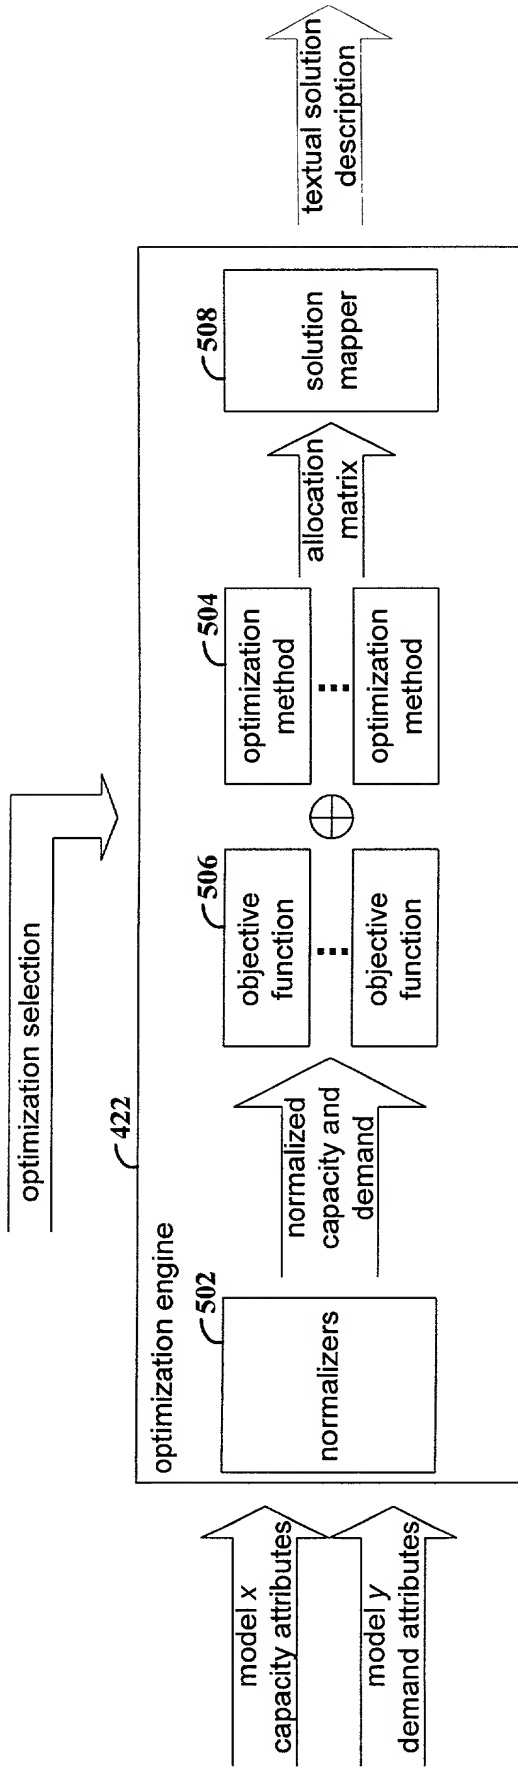 optimization selection
422
optimization engine
model x
capacity attributes
model y
demand attributes
502
normalizers
normalized
capacity and
demand
506
objective
function
objective
function
504
optimization
method
optimization
method
allocation
matrix
508
solution
mapper
textual solution
description